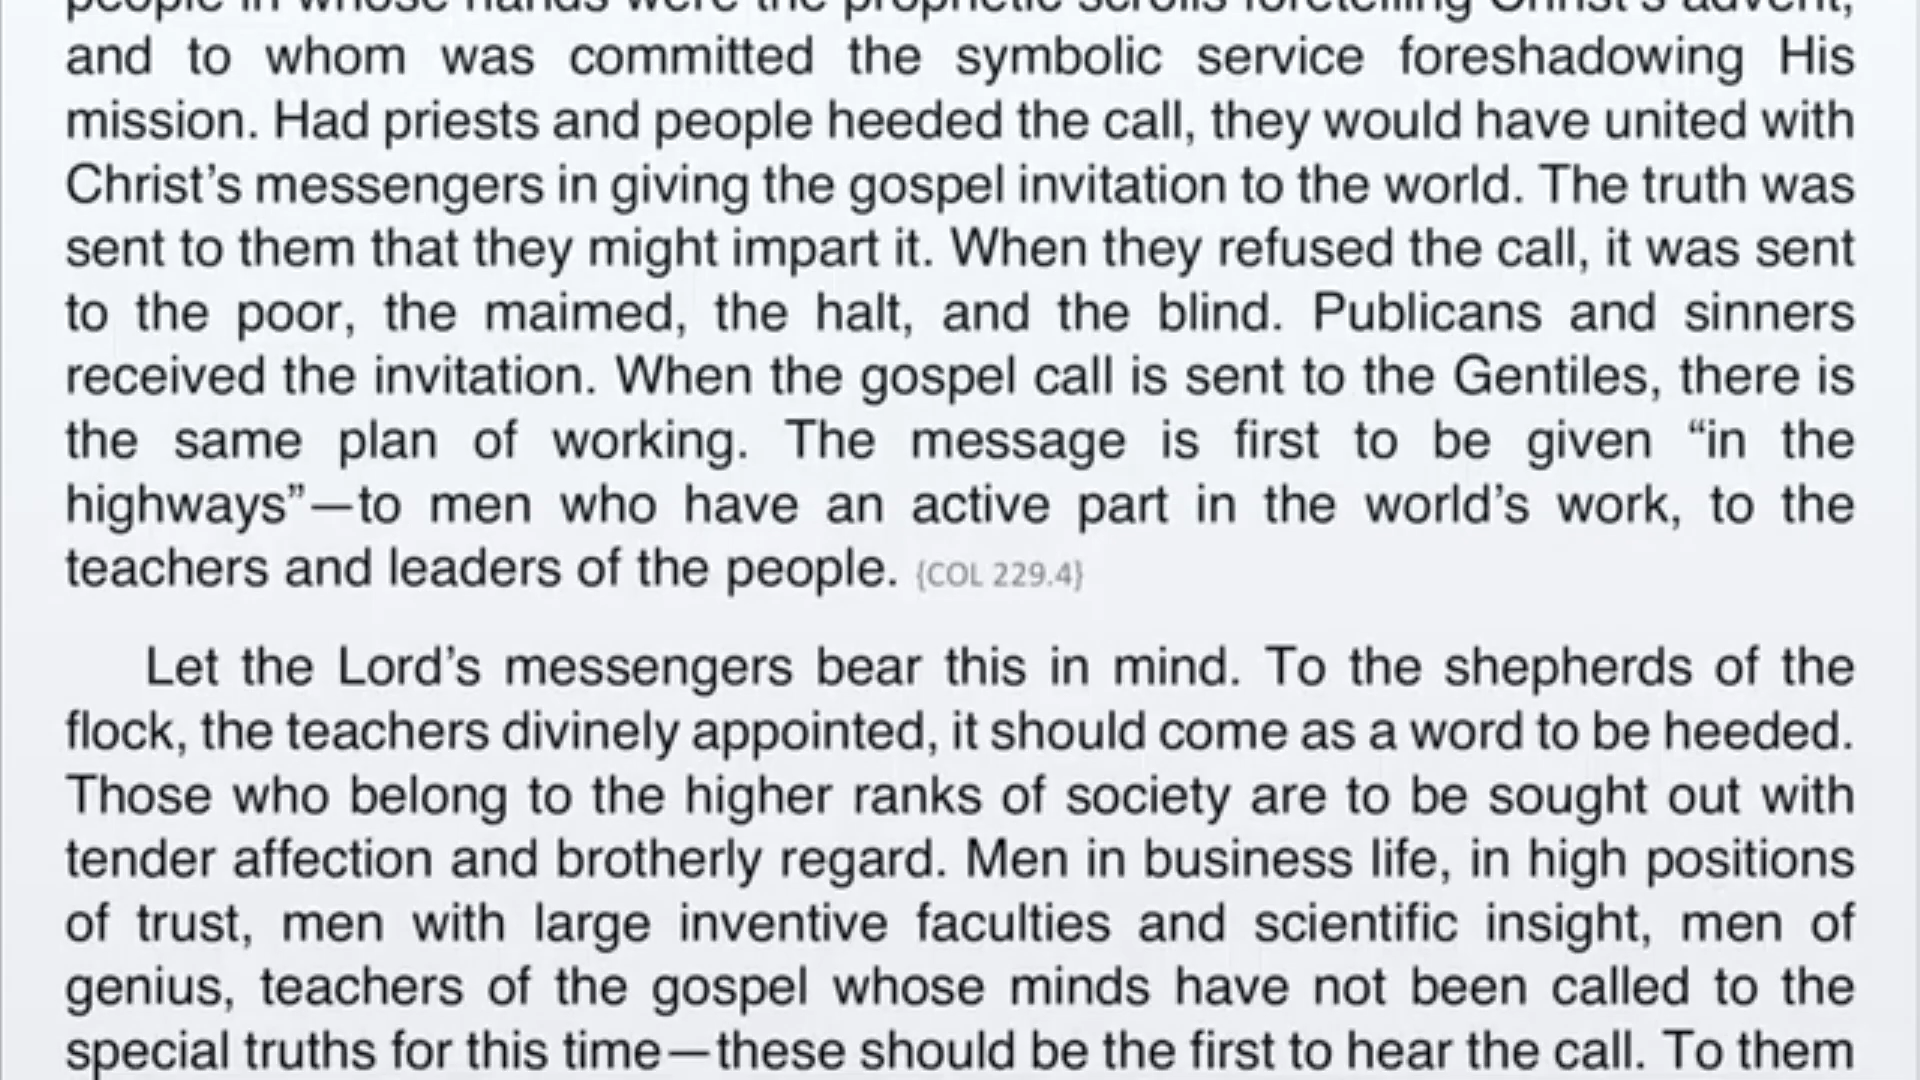 people in whose hands were the prophetic scrolls foretelling Christ's advent,
and to whom was committed the symbolic service foreshadowing His
mission. Had priests and people heeded the call, they would have united with
Christ’s messengers in giving the gospel invitation to the world. The truth was
sent to them that they might impart it. When they refused the call, it was sent
to the poor, the maimed, the halt, and the blind. Publicans and sinners
received the invitation. When the gospel call is sent to the Gentiles, there is
the same plan of working. The message is first to be given “in the
highways”—to men who have an active part in the world’s work, to the
teachers and leaders of the people. {COL 229.4}
Let the Lord’s messengers bear this in mind. To the shepherds of the
flock, the teachers divinely appointed, it should come as a word to be heeded.
Those who belong to the higher ranks of society are to be sought out with
tender affection and brotherly regard. Men in business life, in high positions
of trust, men with large inventive faculties and scientific insight, men of
genius, teachers of the gospel whose minds have not been called to the
special truths for this time—these should be the first to hear the call. To them